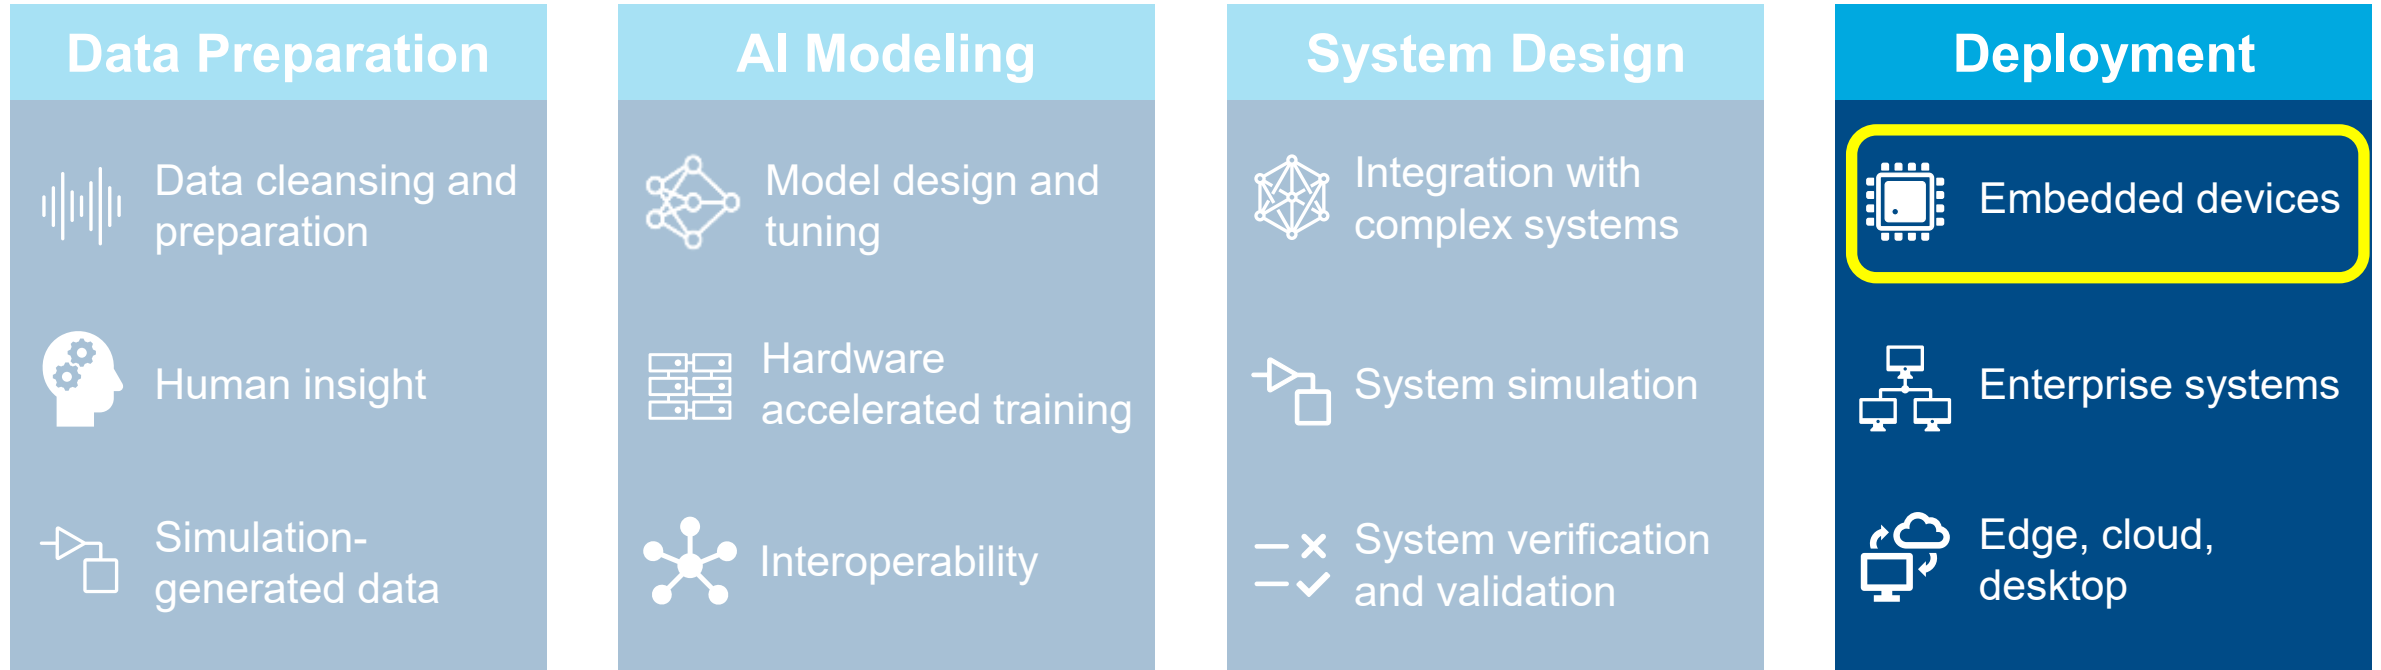 Data Preparation
Data cleansing and
preparation
Human insight
Simulation-
generated data
AI Modeling
Model design and
tuning
Hardware
accelerated training
Interoperability
System Design
Integration with
complex systems
System simulation
System verification
and validation
Deployment
Embedded devices
Enterprise systems
Edge, cloud,
desktop